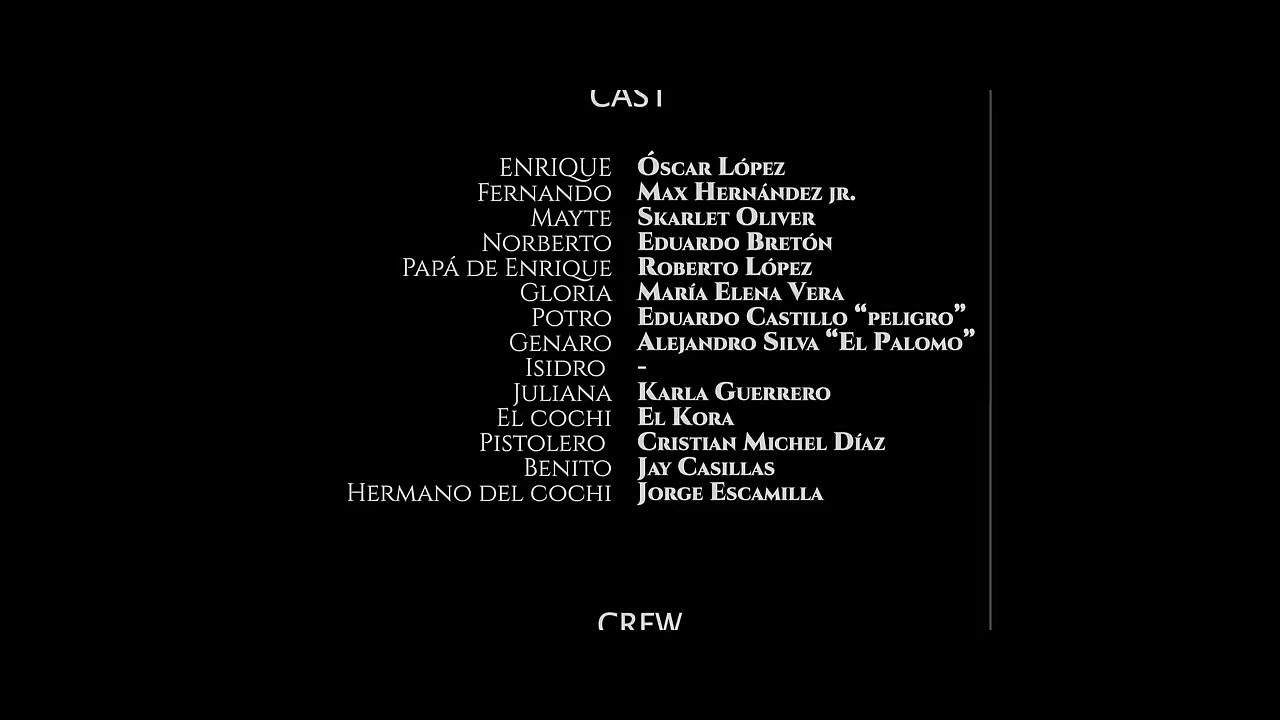 CAST
ENRIQUE Óscar López
Fernando Max Hernández jr.
Mayte Skarlet Oliver
Norberto Eduardo Bretón
Papá de Enrique Roberto López
Gloria María Elena Vera
Potro Eduardo Castillo “peligro”
Genaro Alejandro Silva “El Palomo”
Isidro -
Juliana Karla Guerrero
El cochi El Kora
Pistolero Cristian Michel Díaz
Benito Jay Casillas
Hermano del cochi Jorge Escamilla
CREW